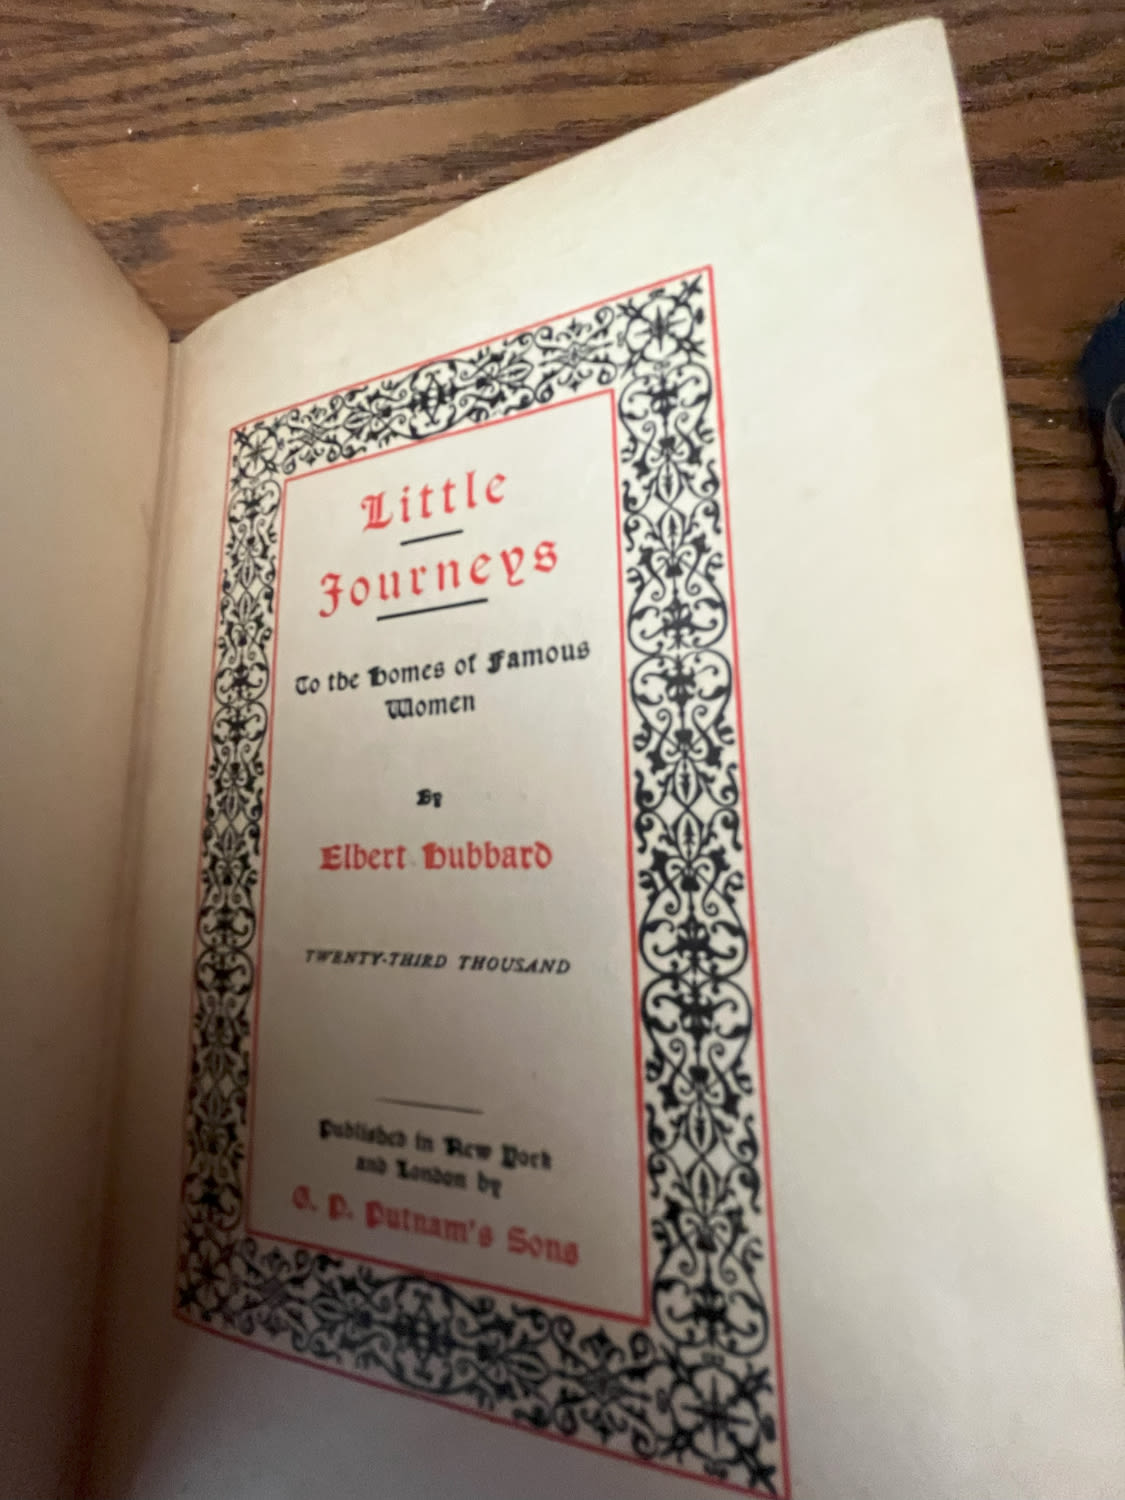 Little
Journeys
To the Homes of Famous
Women
By
Elbert Hubbard
TWENTY-THIRD THOUSAND
Published in New York
and London by
G. P. Putnam's Sons